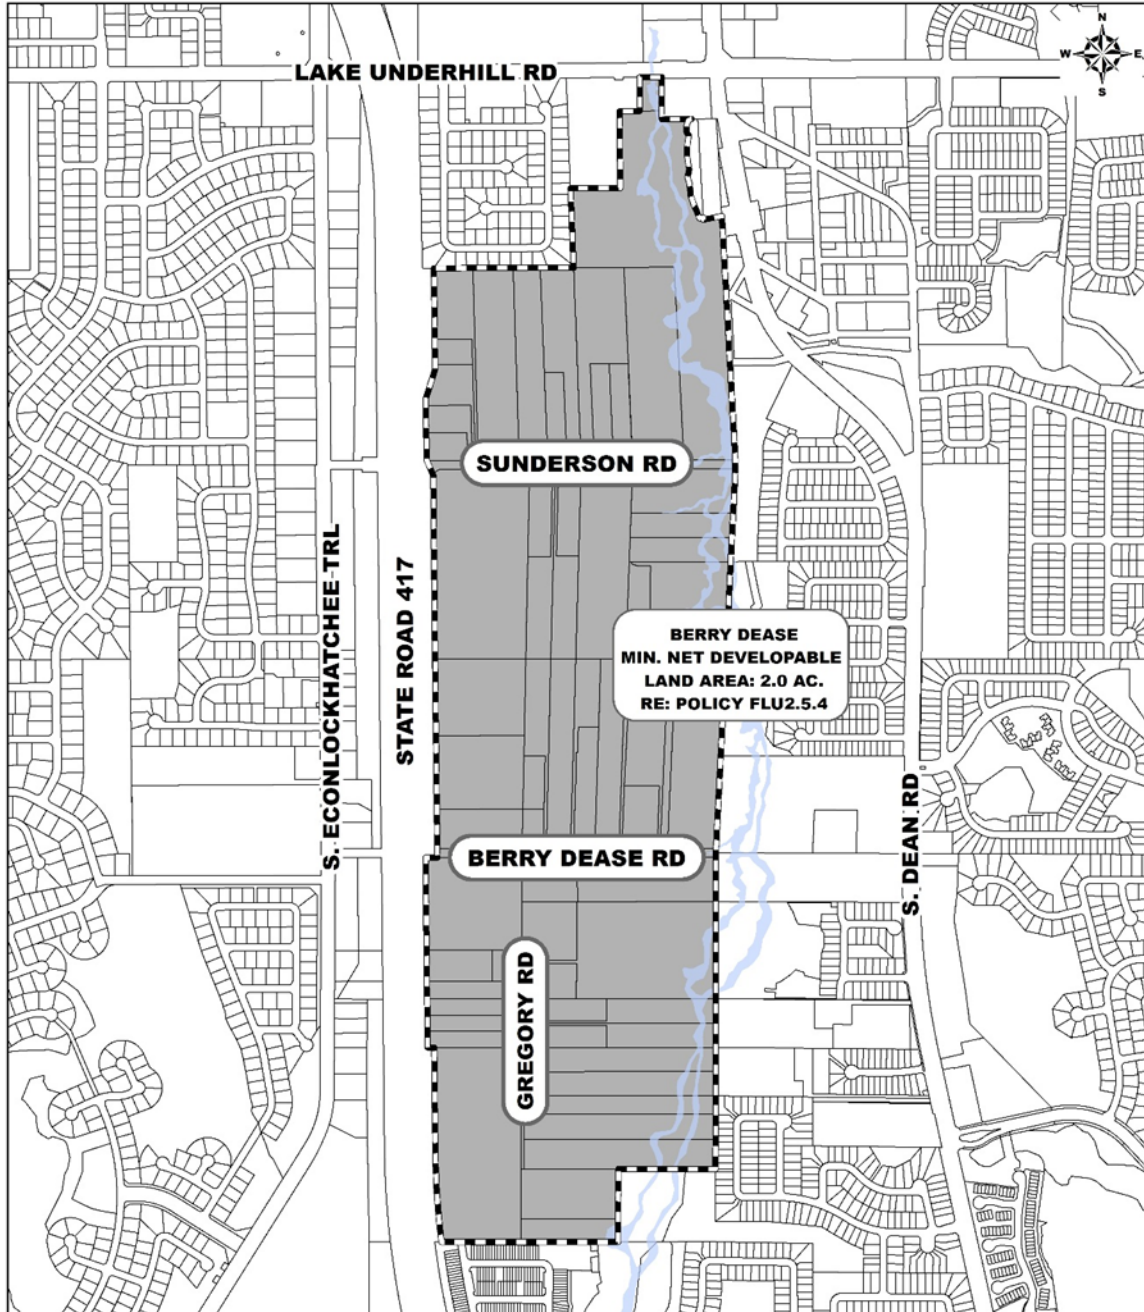 N
W E
S
LAKE UNDERHILL RD
SUNDERSON RD
S. ECONLOCKHATCHEE TRL
STATE ROAD 417
BERRY DEASE
MIN. NET DEVELOPABLE
LAND AREA: 2.0 AC.
RE: POLICY FLU2.5.4
S. DEAN RD
BERRY DEASE RD
GREGORY RD